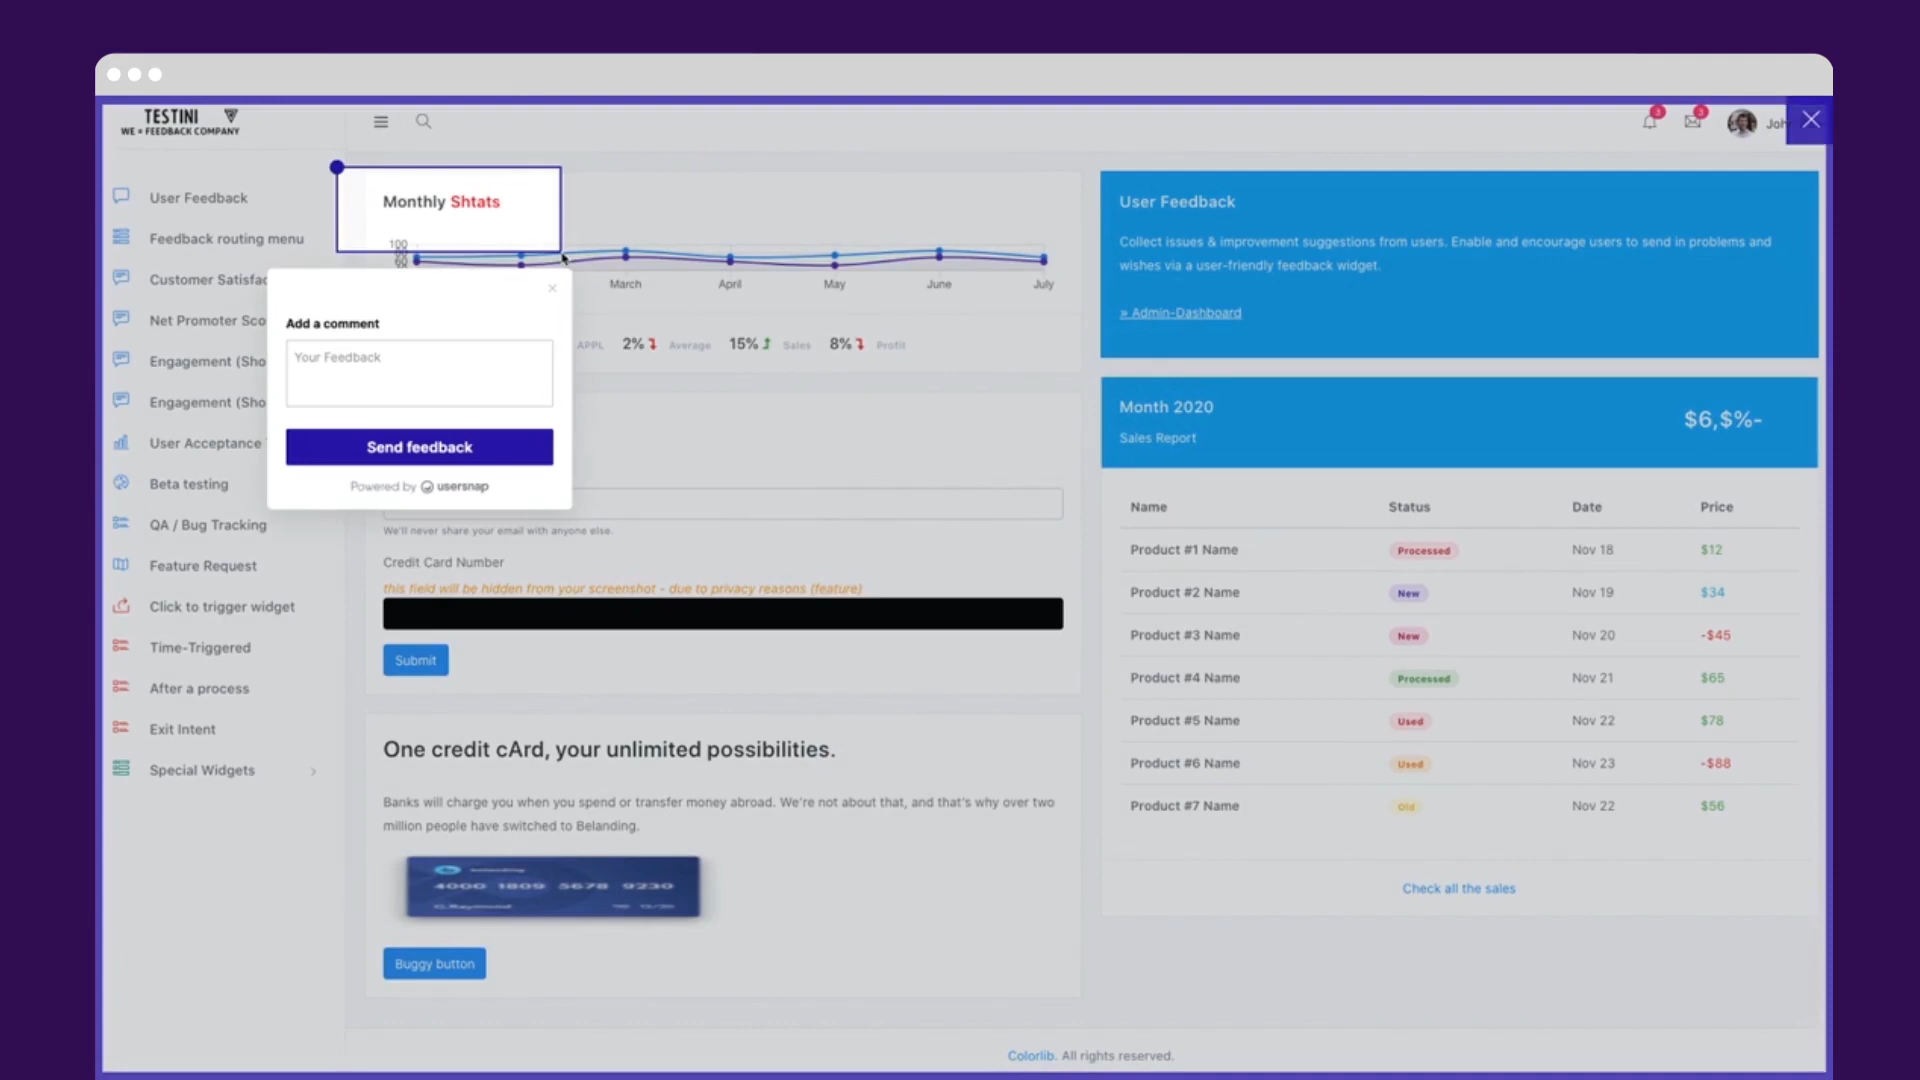 TESTINI
WE = FEEDBACK COMPANY
3
3
User Feedback
Feedback routing menu
Customer Satisfac
Net Promoter Sco
Engagement (Sho
Engagement (Sho
User Acceptance
Beta testing
QA / Bug Tracking
Feature Request
Click to trigger widget
Time-Triggered
After a process
Exit Intent
Special Widgets
Monthly Shtats
100
March April May June July
APPL 2% Average 15% Sales 8% Profit
Add a comment
Your Feedback
Send feedback
Powered by usersnap
We'll never share your email with anyone else.
Credit Card Number
this field will be hidden from your screenshot - due to privacy reasons (feature)
Submit
One credit cArd, your unlimited possibilities.
Banks will charge you when you spend or transfer money abroad. We're not about that, and that's why over two
million people have switched to Belanding.
4000 1809 5678 9230
Buggy button
User Feedback
Collect issues & improvement suggestions from users. Enable and encourage users to send in problems and
wishes via a user-friendly feedback widget.
» Admin-Dashboard
Month 2020
Sales Report
$6,$%-
Name Status Date Price
Product #1 Name Processed Nov 18 $12
Product #2 Name New Nov 19 $34
Product #3 Name New Nov 20 -$45
Product #4 Name Processed Nov 21 $65
Product #5 Name Used Nov 22 $78
Product #6 Name Used Nov 23 -$88
Product #7 Name Old Nov 22 $56
Check all the sales
Colorlib. All rights reserved.